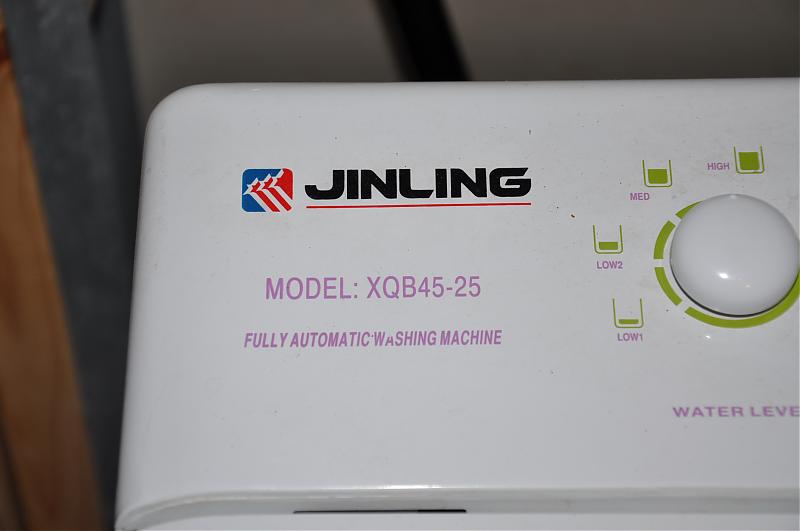 JINLING
MODEL: XQB45-25
FULLY AUTOMATIC WASHING MACHINE
HIGH
MED
LOW2
LOW1
WATER LEVE